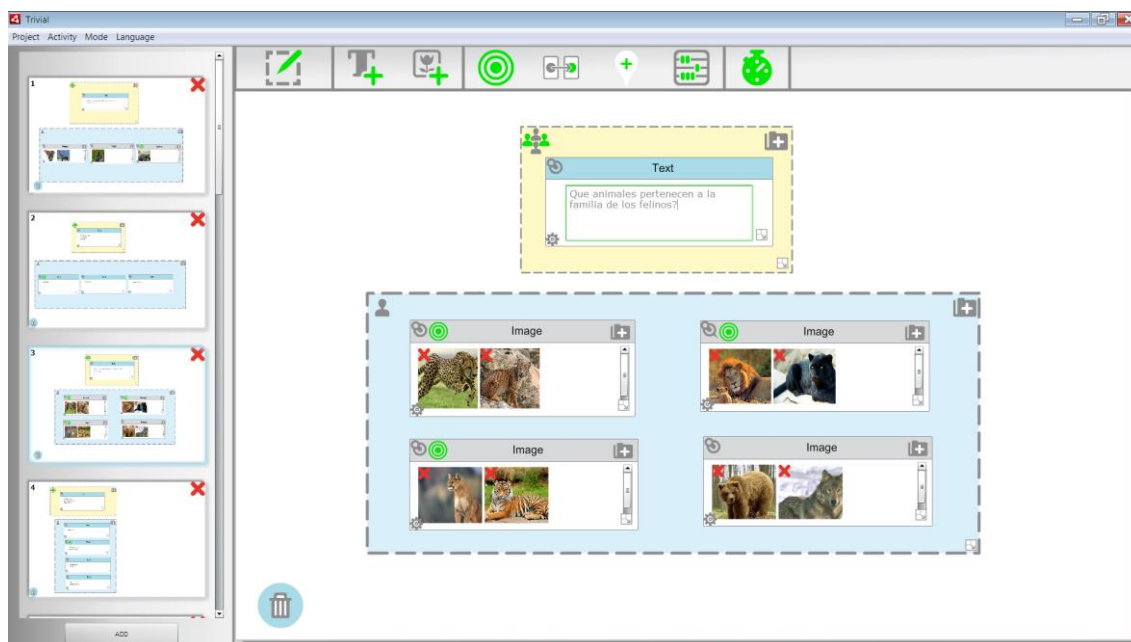 Trivial
Project Activity Mode Language
1
2
3
4
ADD
Text
Que animales pertenecen a la
familia de los felinos?
Image
Image
Image
Image